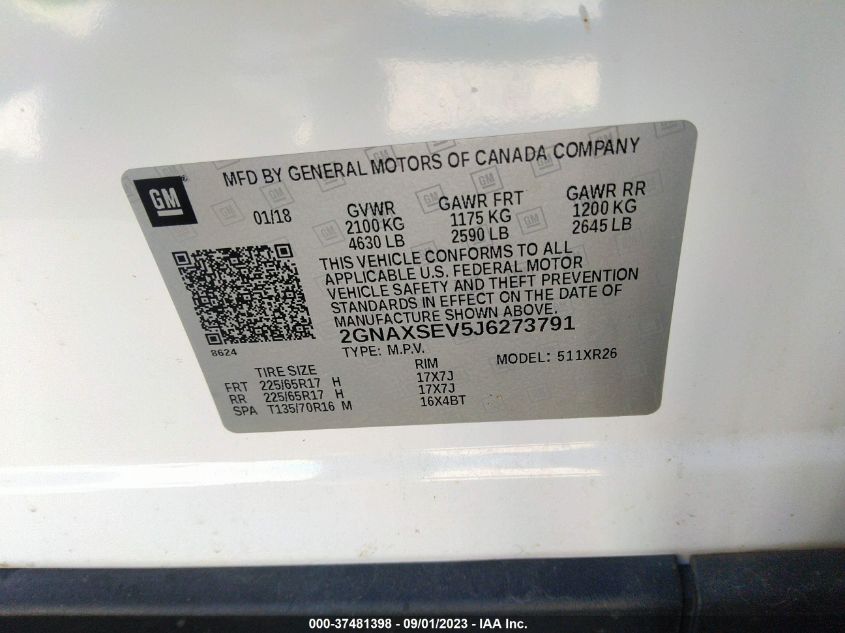 MFD BY GENERAL MOTORS OF CANADA COMPANY
GM
01/18
GVWR
2100 KG
4630 LB
GAWR FRT
1175 KG
2590 LB
GAWR RR
1200 KG
2645 LB
THIS VEHICLE CONFORMS TO ALL
APPLICABLE U.S. FEDERAL MOTOR
VEHICLE SAFETY AND THEFT PREVENTION
STANDARDS IN EFFECT ON THE DATE OF
MANUFACTURE SHOWN ABOVE.
2GNAXSEV5J6273791
8624
TYPE: M.P.V.
MODEL: 511XR26
TIRE SIZE RIM
FRT 225/65R17 H 17X7J
RR 225/65R17 H 17X7J
SPA T135/70R16 M 16X4BT
000-37481398 - 09/01/2023 - IAA Inc.